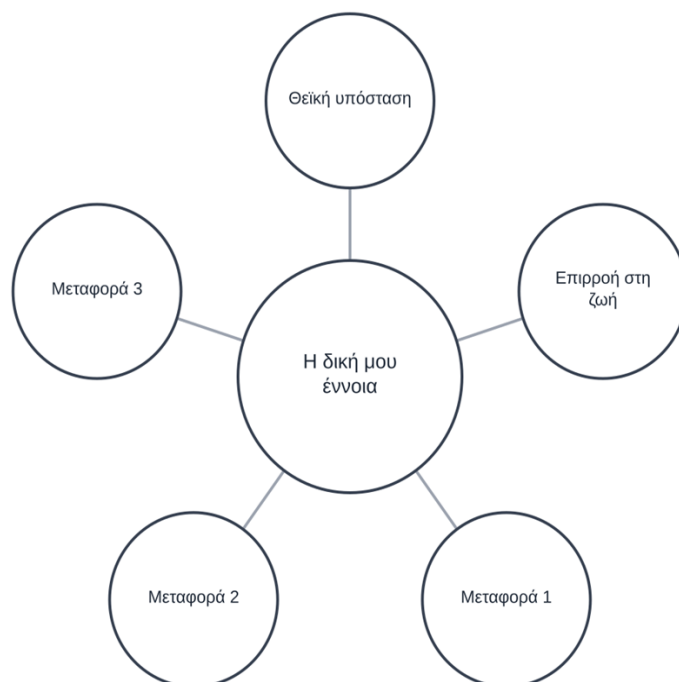 Θεϊκή υπόσταση
Μεταφορά 3
Επιρροή στη
ζωή
Η δική μου
έννοια
Μεταφορά 2
Μεταφορά 1